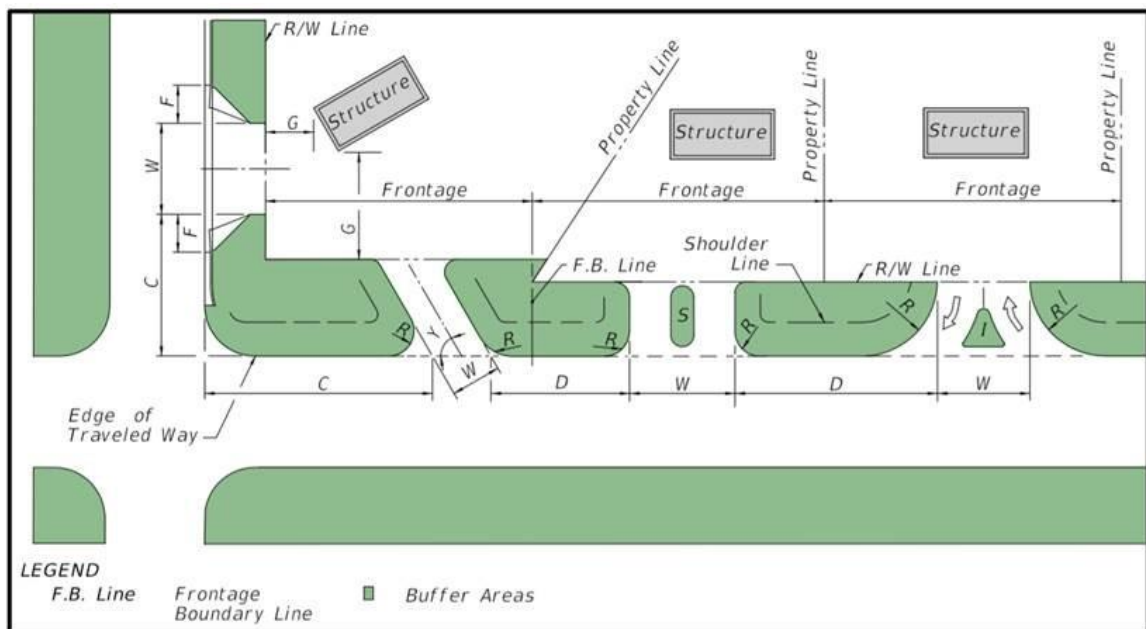 R/W Line
Structure
Property Line
Property Line
Property Line
F
G
Structure
Structure
W
Frontage
Frontage
Frontage
F
G
Shoulder
Line
F.B. Line
R/W Line
C
R
Y
W
R
R
S
R
R
I
R
C
D
W
D
W
Edge of
Traveled Way
LEGEND
F.B. Line Frontage
Boundary Line
Buffer Areas